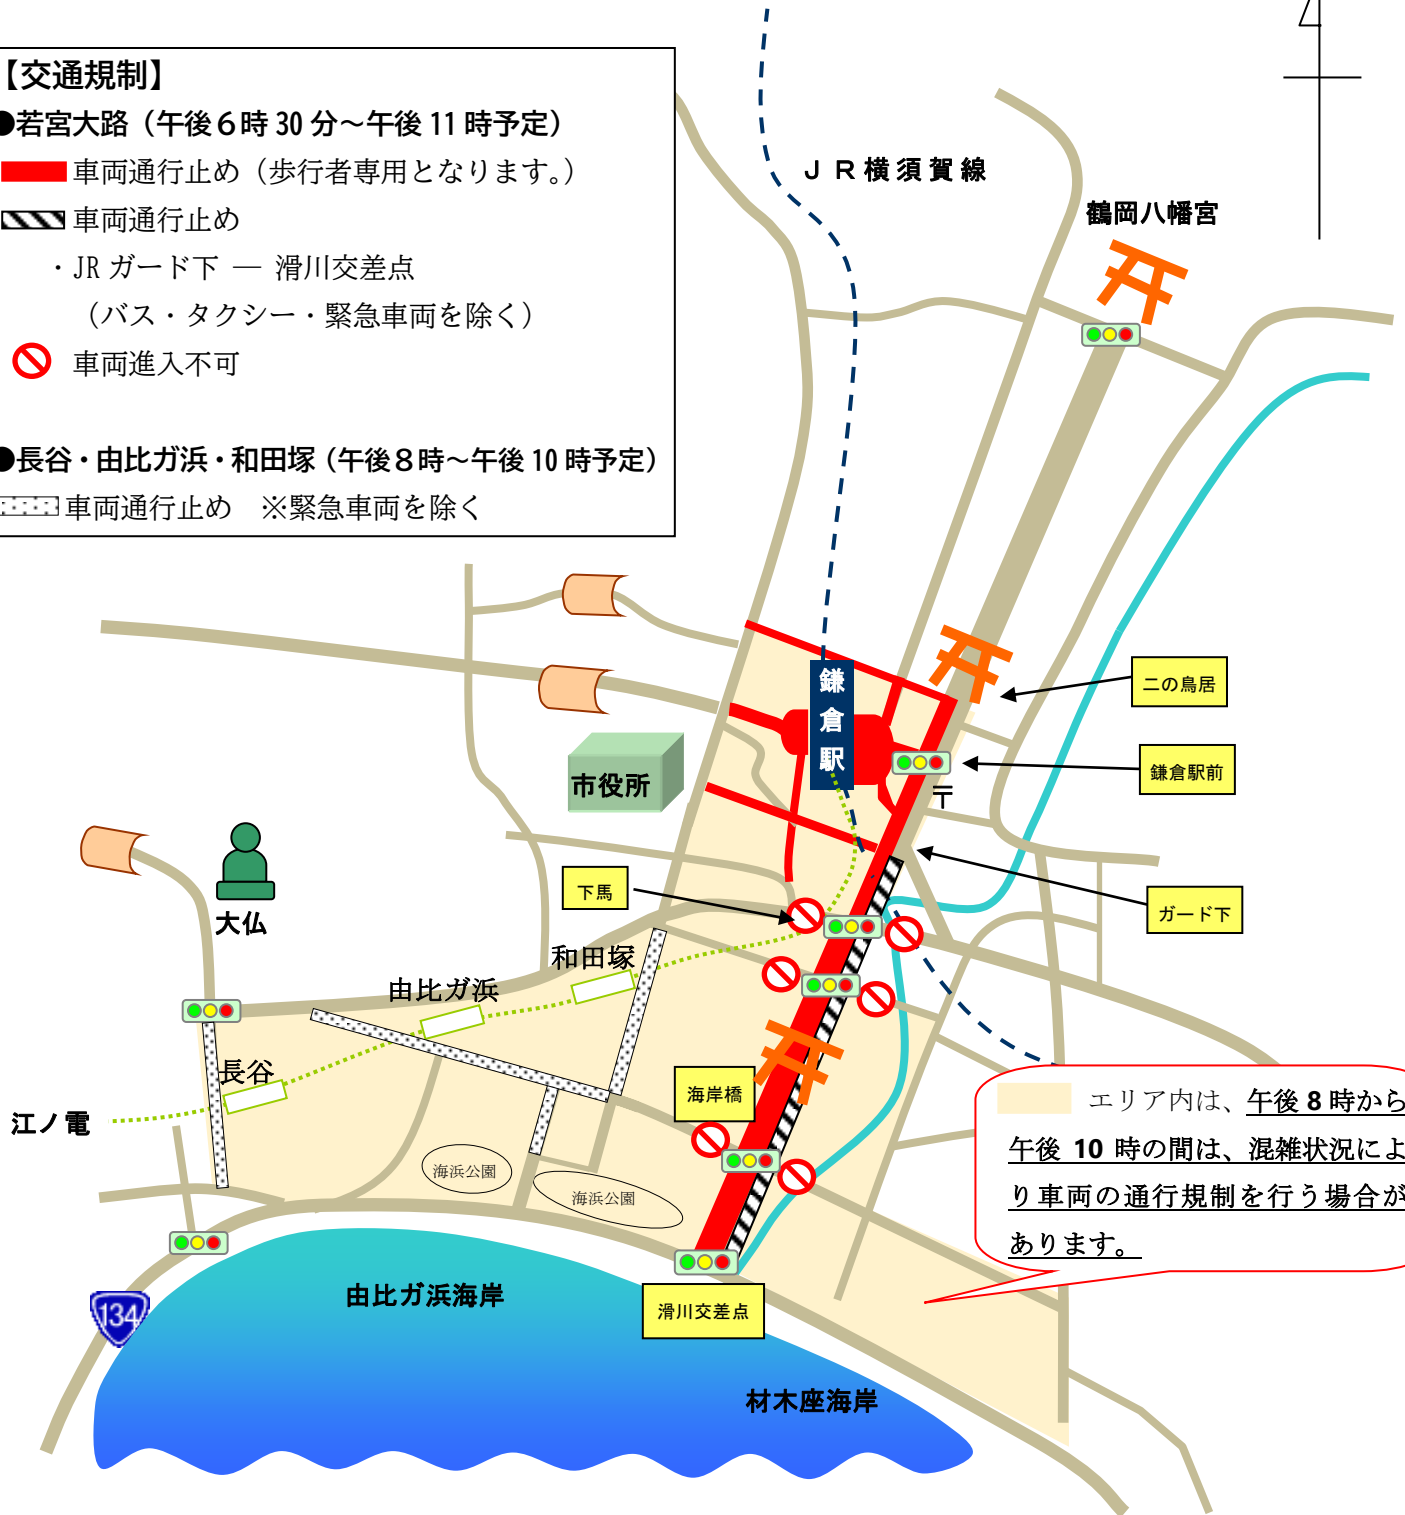 【交通規制】
●若宮大路（午後６時 30 分～午後 11 時予定）
車両通行止め（歩行者専用となります。）
車両通行止め
・JR ガード下 ― 滑川交差点
（バス・タクシー・緊急車両を除く）
車両進入不可
●長谷・由比ガ浜・和田塚（午後８時～午後 10 時予定）
車両通行止め　※緊急車両を除く
ＪＲ横須賀線
鶴岡八幡宮
鎌倉駅
二の鳥居
鎌倉駅前
〒
市役所
下馬
ガード下
大仏
和田塚
由比ガ浜
長谷
江ノ電
海岸橋
海浜公園
海浜公園
エリア内は、午後 8 時から
午後 10 時の間は、混雑状況によ
り車両の通行規制を行う場合が
あります。
134
由比ガ浜海岸
滑川交差点
材木座海岸